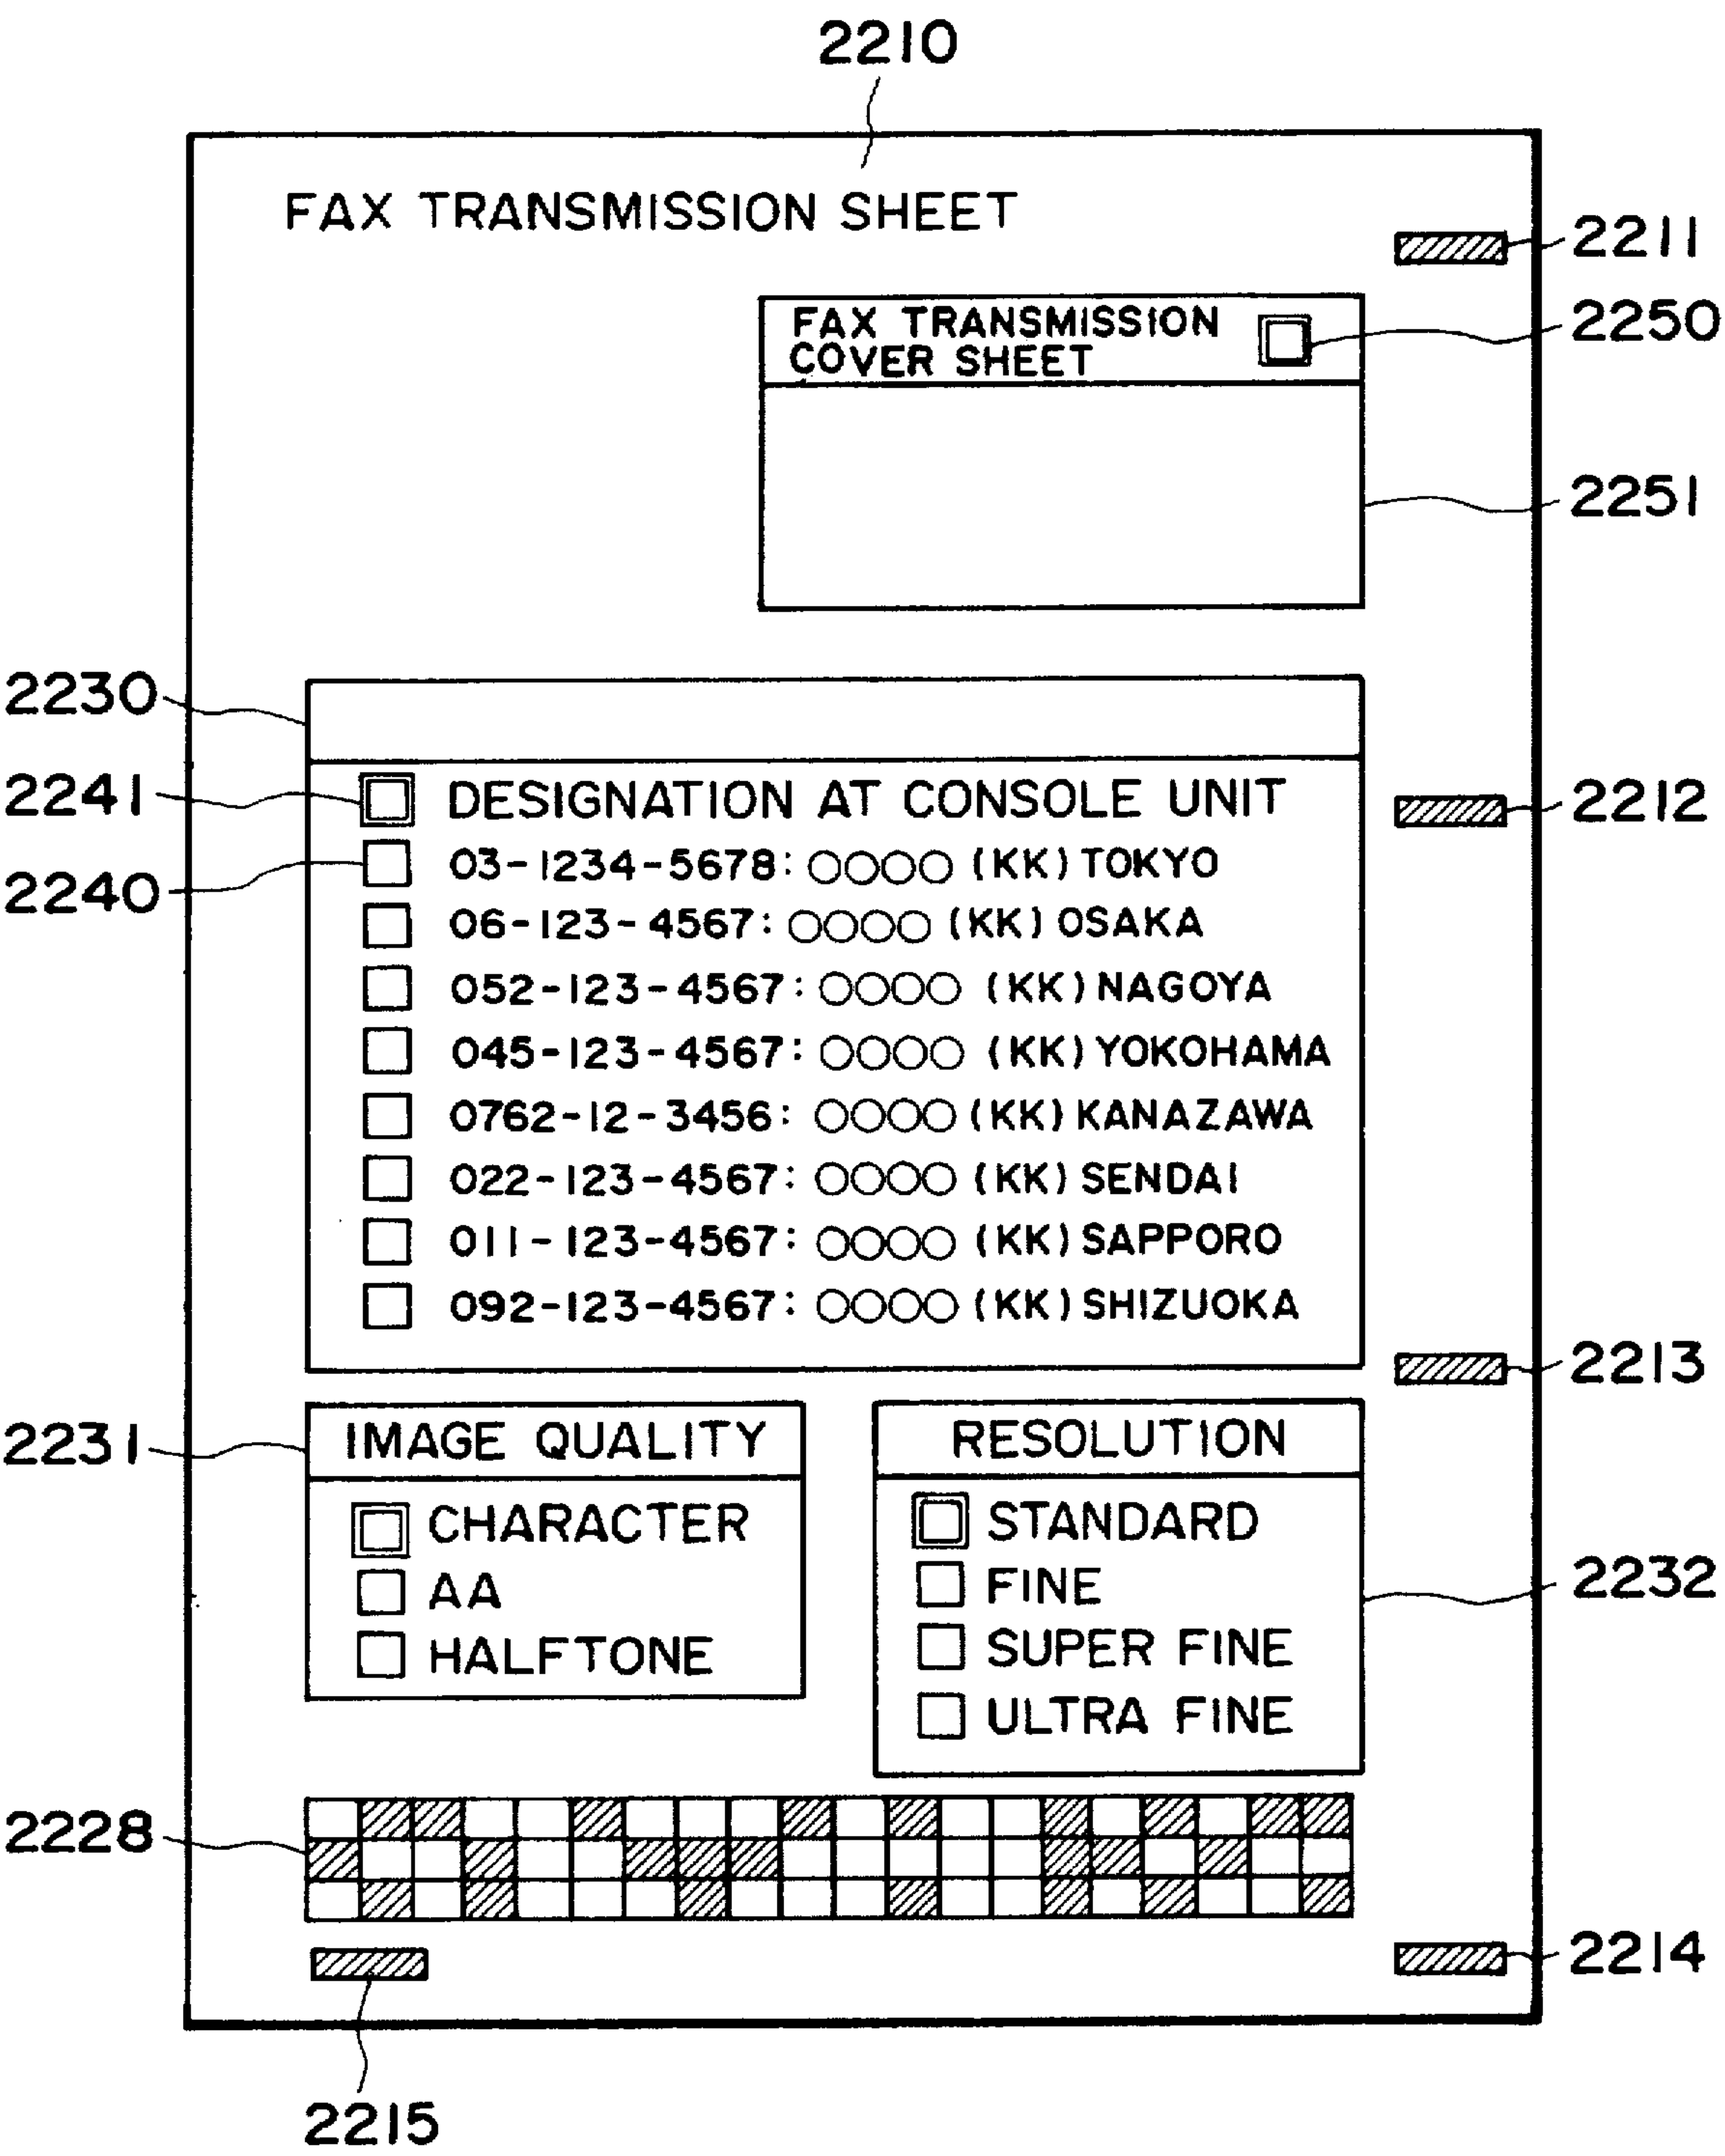 2210
FAX TRANSMISSION SHEET
2211
FAX TRANSMISSION
COVER SHEET
2250
2251
2230
2241
DESIGNATION AT CONSOLE UNIT
2212
2240
03-1234-5678: ○○○○ (KK) TOKYO
06-123-4567: ○○○○ (KK) OSAKA
052-123-4567: ○○○○ (KK) NAGOYA
045-123-4567: ○○○○ (KK) YOKOHAMA
0762-12-3456: ○○○○ (KK) KANAZAWA
022-123-4567: ○○○○ (KK) SENDAI
011-123-4567: ○○○○ (KK) SAPPORO
092-123-4567: ○○○○ (KK) SHIZUOKA
2213
2231
IMAGE QUALITY
CHARACTER
AA
HALFTONE
RESOLUTION
STANDARD
FINE
SUPER FINE
ULTRA FINE
2232
2228
2214
2215